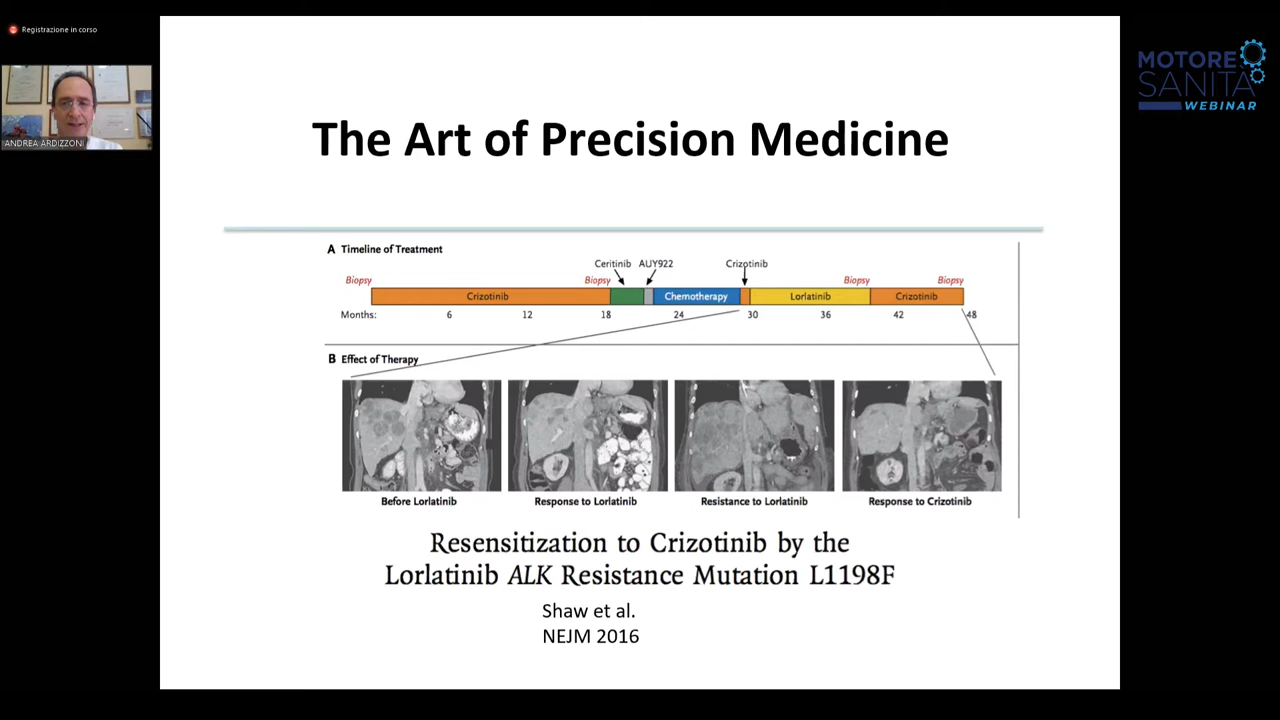 Registrazione in corso
ANDREA ARDIZZONI
MOTORE
SANITÀ
WEBINAR
The Art of Precision Medicine
A Timeline of Treatment
Ceritinib AUY922 Crizotinib
Biopsy Biopsy Biopsy Biopsy
Crizotinib Chemotherapy Lorlatinib Crizotinib
Months: 6 12 18 24 30 36 42 48
B Effect of Therapy
Before Lorlatinib Response to Lorlatinib Resistance to Lorlatinib Response to Crizotinib
Resensitization to Crizotinib by the
Lorlatinib ALK Resistance Mutation L1198F
Shaw et al.
NEJM 2016